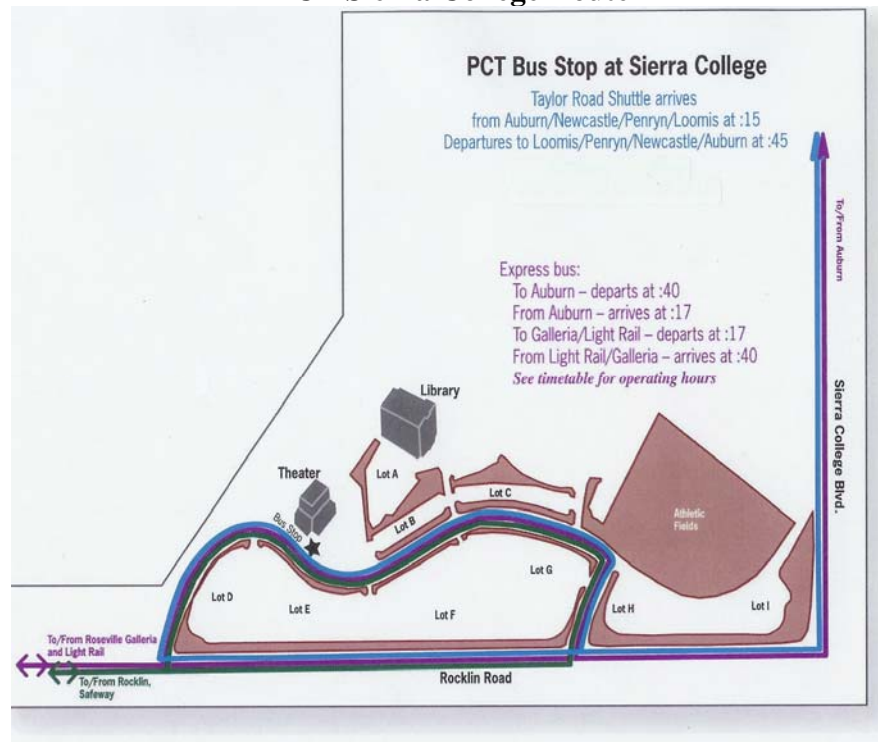 PCT Bus Stop at Sierra College
Taylor Road Shuttle arrives
from Auburn/Newcastle/Penryn/Loomis at :15
Departures to Loomis/Penryn/Newcastle/Auburn at :45
To/From Auburn
Express bus:
To Auburn – departs at :40
From Auburn – arrives at :17
To Galleria/Light Rail – departs at :17
From Light Rail/Galleria – arrives at :40
See timetable for operating hours
Sierra College Blvd.
Library
Theater
Lot A
Lot C
Bus Stop
Lot B
Athletic
Fields
Lot G
Lot D
Lot E
Lot F
Lot H
Lot I
To/From Roseville Galleria
and Light Rail
To/From Rocklin,
Safeway
Rocklin Road